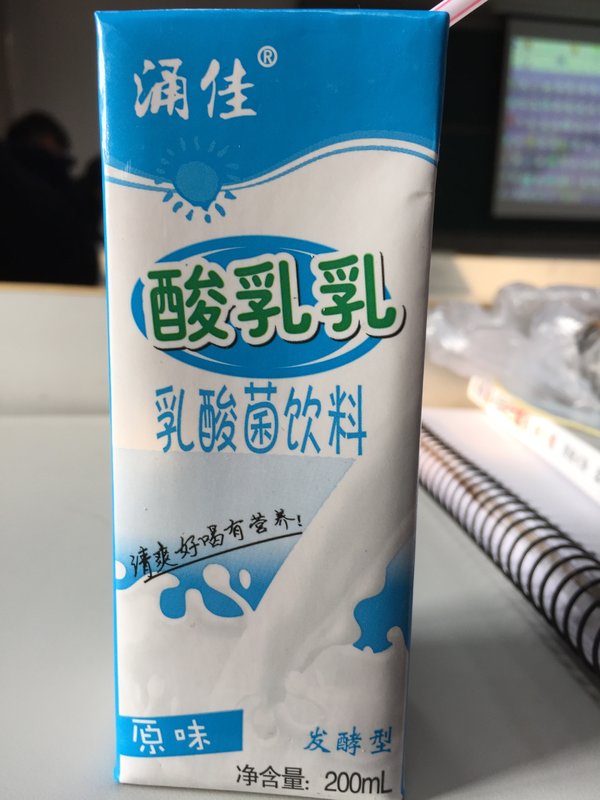 涌佳®
酸乳乳
乳酸菌饮料
清爽好喝有营养!
原味
发酵型
净含量: 200mL